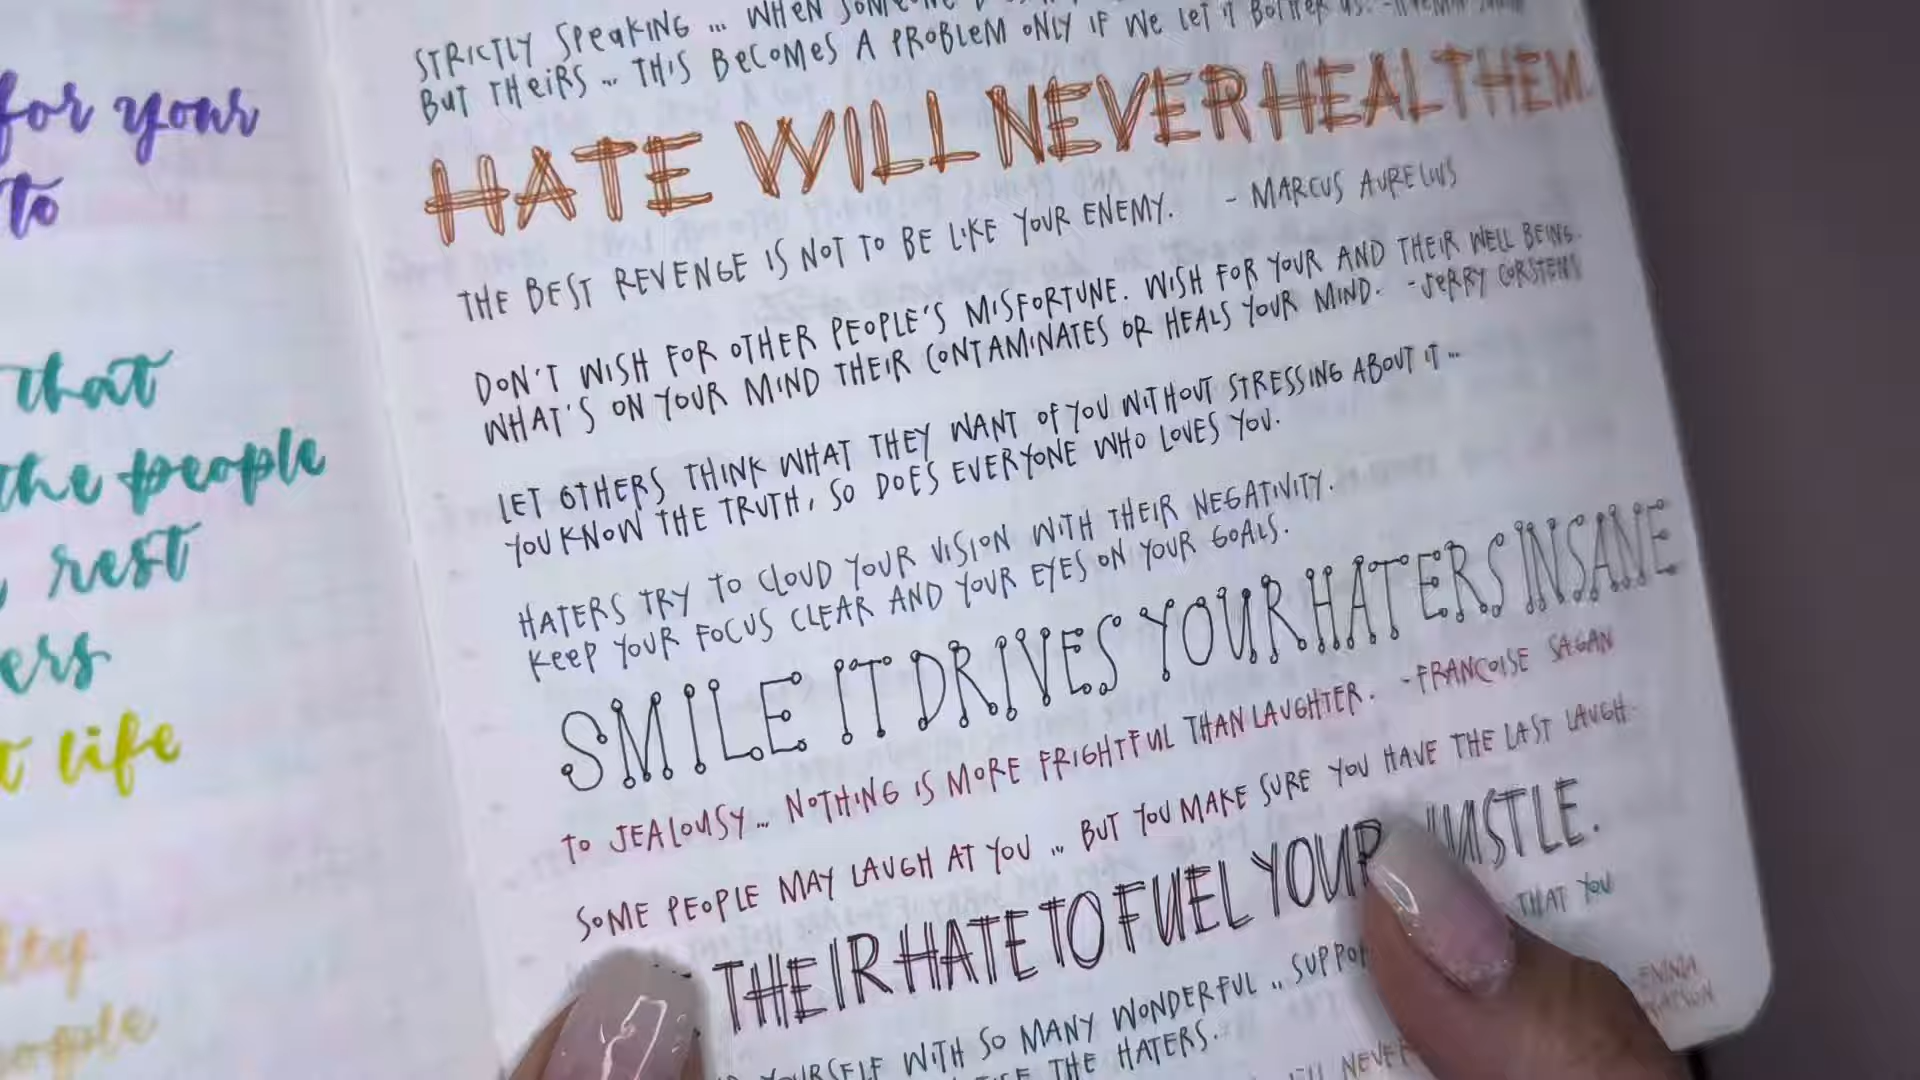 for your
to
that
the people
rest
ers
life
people
STRICTLY SPEAKING ... WHEN
BUT THEIRS ... THIS BECOMES A PROBLEM ONLY IF WE LET IT BOTHER US.
HATE WILL NEVER HEAL THEM.
THE BEST REVENGE IS NOT TO BE LIKE YOUR ENEMY. - MARCUS AURELIUS
DON'T WISH FOR OTHER PEOPLE'S MISFORTUNE. WISH FOR YOUR AND THEIR WELL BEING.
WHAT'S ON YOUR MIND THEIR CONTAMINATES OR HEALS YOUR MIND. - JERRY CORSTENS
LET OTHERS THINK WHAT THEY WANT OF YOU WITHOUT STRESSING ABOUT IT ...
YOU KNOW THE TRUTH, SO DOES EVERYONE WHO LOVES YOU.
HATERS TRY TO CLOUD YOUR VISION WITH THEIR NEGATIVITY.
KEEP YOUR FOCUS CLEAR AND YOUR EYES ON YOUR GOALS.
SMILE IT DRIVES YOUR HATERS INSANE
TO JEALOUSY ... NOTHING IS MORE FRIGHTFUL THAN LAUGHTER. - FRANCOISE SAGAN
SOME PEOPLE MAY LAUGH AT YOU ... BUT YOU MAKE SURE YOU HAVE THE LAST LAUGH.
THEIR HATE TO FUEL YOUR HUSTLE.
YOURSELF WITH SO MANY WONDERFUL .. SUPPOR THAT YOU
THE HATERS.
NEVER